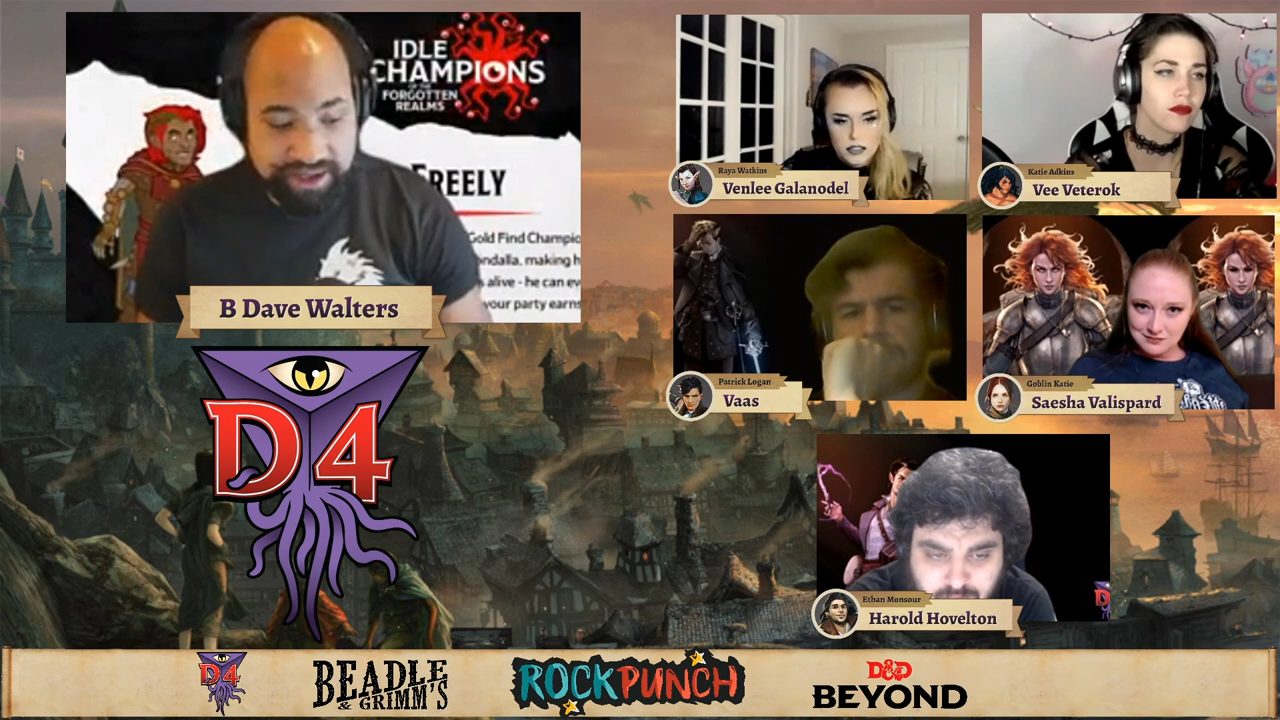 IDLE
CHAMPIONS
OF THE
FORGOTTEN
REALMS
FREELY
Gold Find Champio
ondalla, making h
s alive - he can ev
your party earns
B Dave Walters
D4
Raya Watkins
Venlee Galanodel
Katie Adkins
Vee Veterok
Patrick Logan
Vaas
Goblin Katie
Saesha Valispard
Ethan Monsour
Harold Hovelton
D4
BEADLE
& GRIMM'S
ROCKPUNCH
D&D
BEYOND